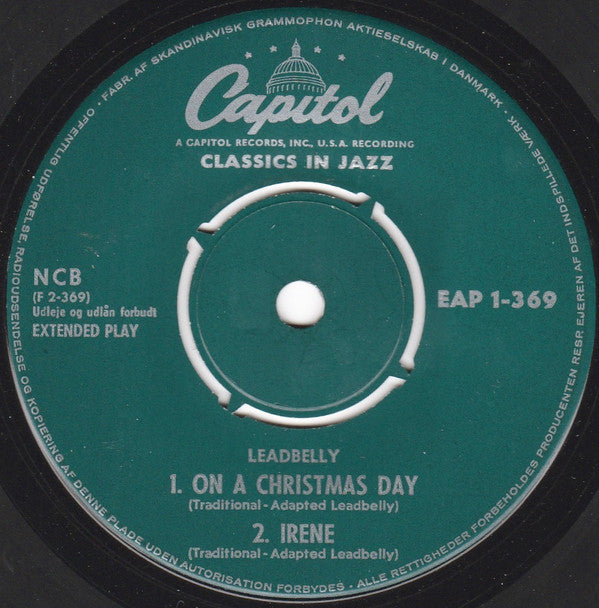 FABR. AF SKANDINAVISK GRAMMOPHON AKTIESELSKAB I DANMARK · ALLE RETTIGHEDER FORBEHOLDES PRODUCENTEN RESP. EJEREN AF DET INDSPILLEDE VÆRK ·
OFFENTLIG UDFØRELSE, RADIOUDSENDELSE OG KOPIERING AF DENNE PLADE UDEN AUTORISATION FORBYDES ·
Capitol
A CAPITOL RECORDS, INC., U.S.A. RECORDING
CLASSICS IN JAZZ
NCB
(F 2-369)
Udleje og udlån forbudt
EXTENDED PLAY
EAP 1-369
LEADBELLY
1. ON A CHRISTMAS DAY
(Traditional - Adapted Leadbelly)
2. IRENE
(Traditional - Adapted Leadbelly)